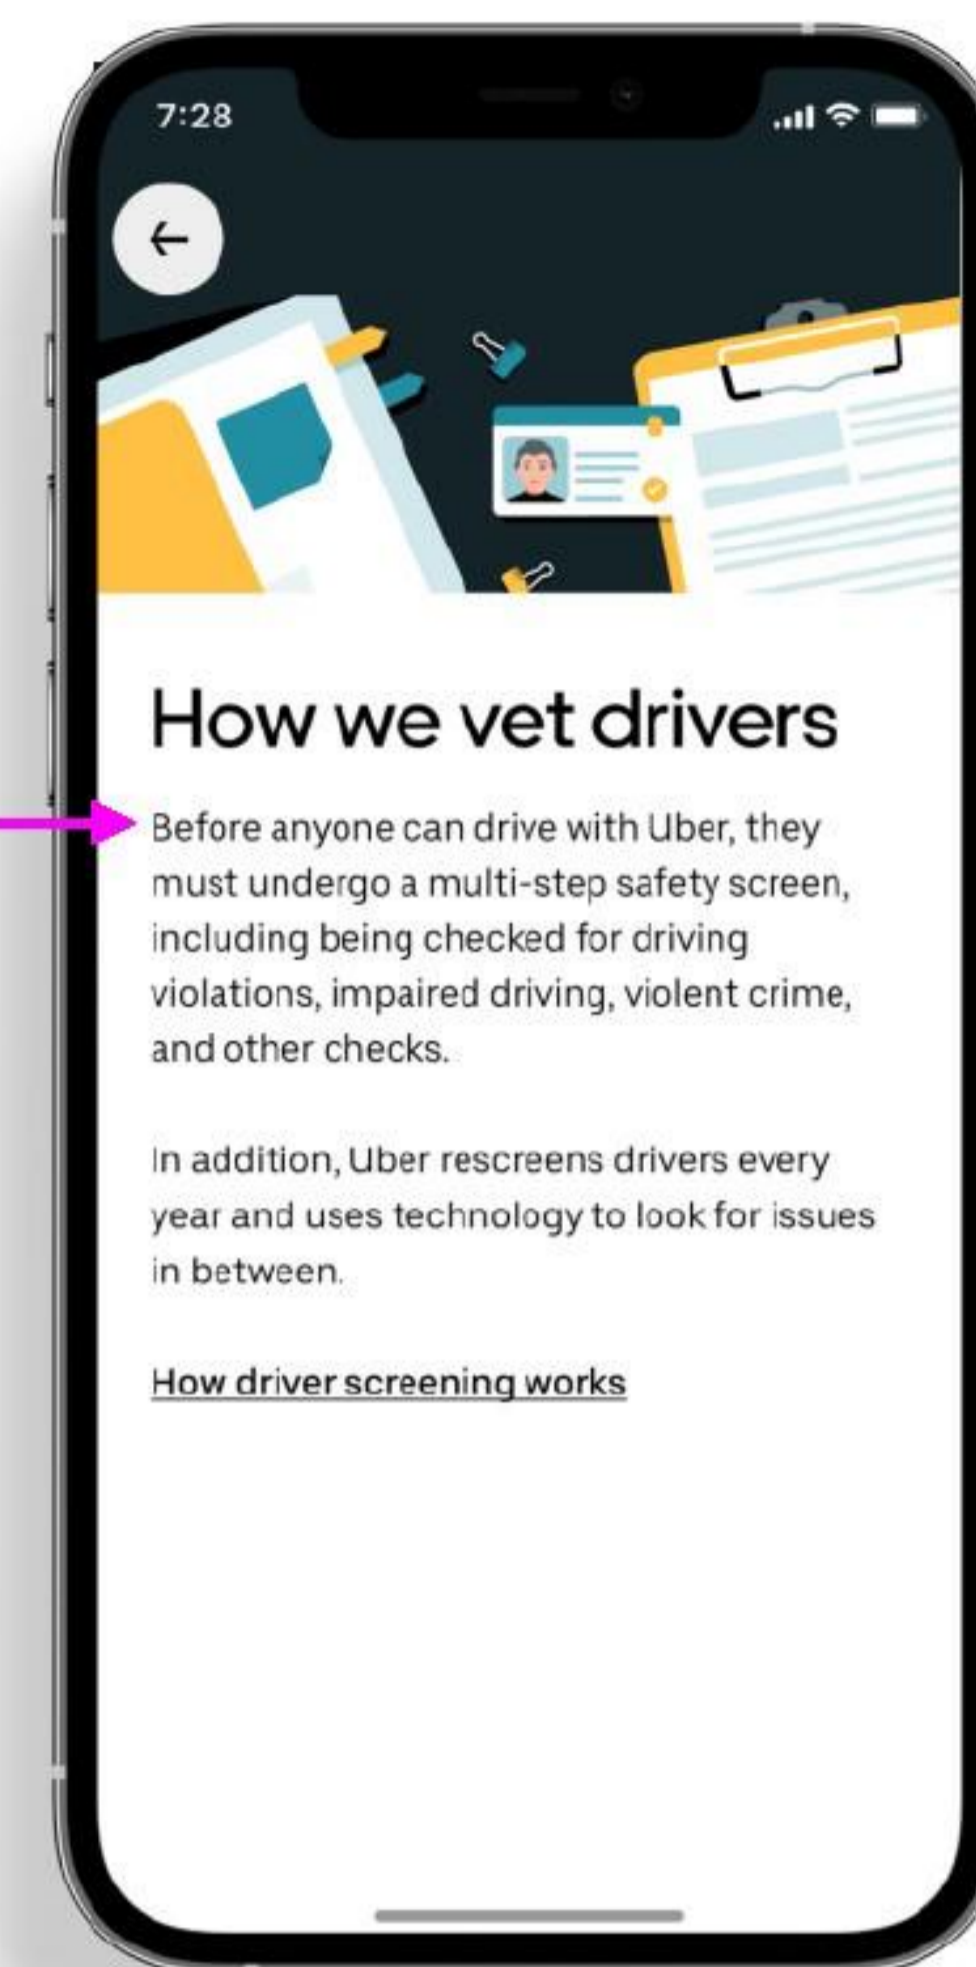 7:28
How we vet drivers
Before anyone can drive with Uber, they
must undergo a multi-step safety screen,
including being checked for driving
violations, impaired driving, violent crime,
and other checks.
In addition, Uber rescreens drivers every
year and uses technology to look for issues
in between.
How driver screening works